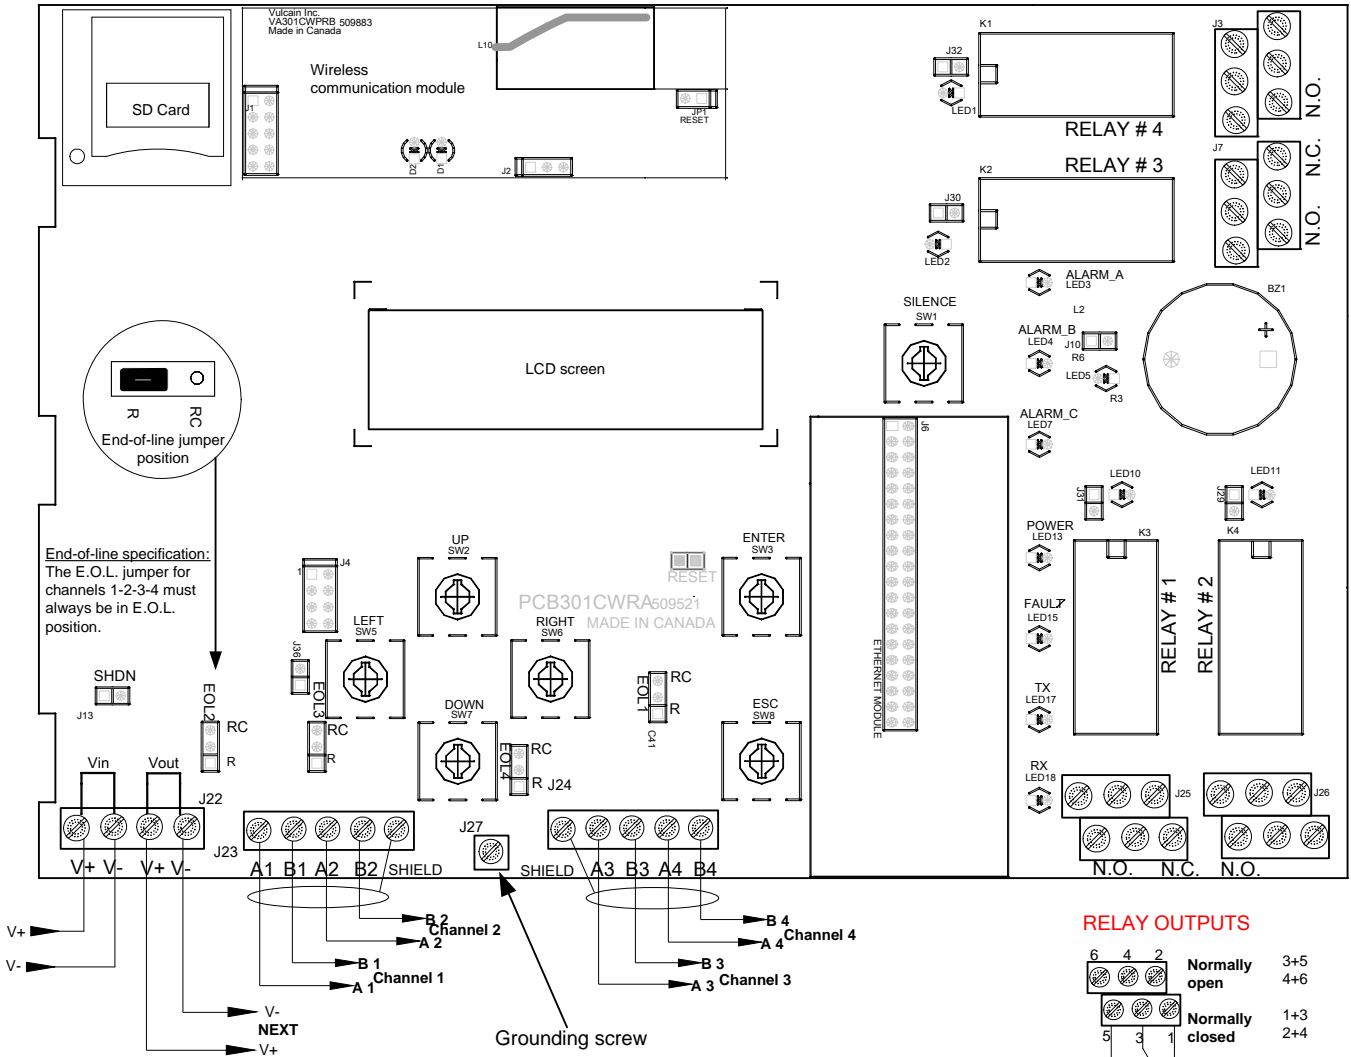 Vulcain Inc.
VA301CWPRB 509883
Made in Canada
L10
Wireless
communication module
SD Card
J1
JP1
RESET
D2
D1
J2
K1
J32
LED1
RELAY # 4
J3
N.O.
K2
RELAY # 3
J7
N.C.
J30
LED2
N.O.
ALARM_A
LED3
BZ1
L2
SILENCE
SW1
ALARM_B
LED4
J10
R6
LED5
R3
LCD screen
R
RC
End-of-line jumper
position
ALARM_C
LED7
J6
LED10
LED11
J31
J29
POWER
LED13
K3
K4
RELAY # 1
RELAY # 2
End-of-line specification:
The E.O.L. jumper for
channels 1-2-3-4 must
always be in E.O.L.
position.
1
J4
UP
SW2
ENTER
SW3
RESET
PCB301CWRA 509521
MADE IN CANADA
LEFT
SW5
RIGHT
SW6
FAULT
LED15
ETHERNET MODULE
J36
SHDN
J13
EOL2
RC
R
EOL3
RC
R
EOL1
RC
R
C41
DOWN
SW7
ESC
SW8
TX
LED17
EOL4
RC
R
J24
RX
LED18
Vin
Vout
J22
J23
J27
J25
J26
V+ V- V+ V-
A1 B1 A2 B2 SHIELD
SHIELD A3 B3 A4 B4
N.O. N.C. N.O.
B 2
Channel 2
A 2
B 1
Channel 1
A 1
B 4
Channel 4
A 4
B 3
Channel 3
A 3
V+
V-
V-
NEXT
V+
Grounding screw
RELAY OUTPUTS
6 4 2
Normally
open
3+5
4+6
5 3 1
Normally
closed
1+3
2+4